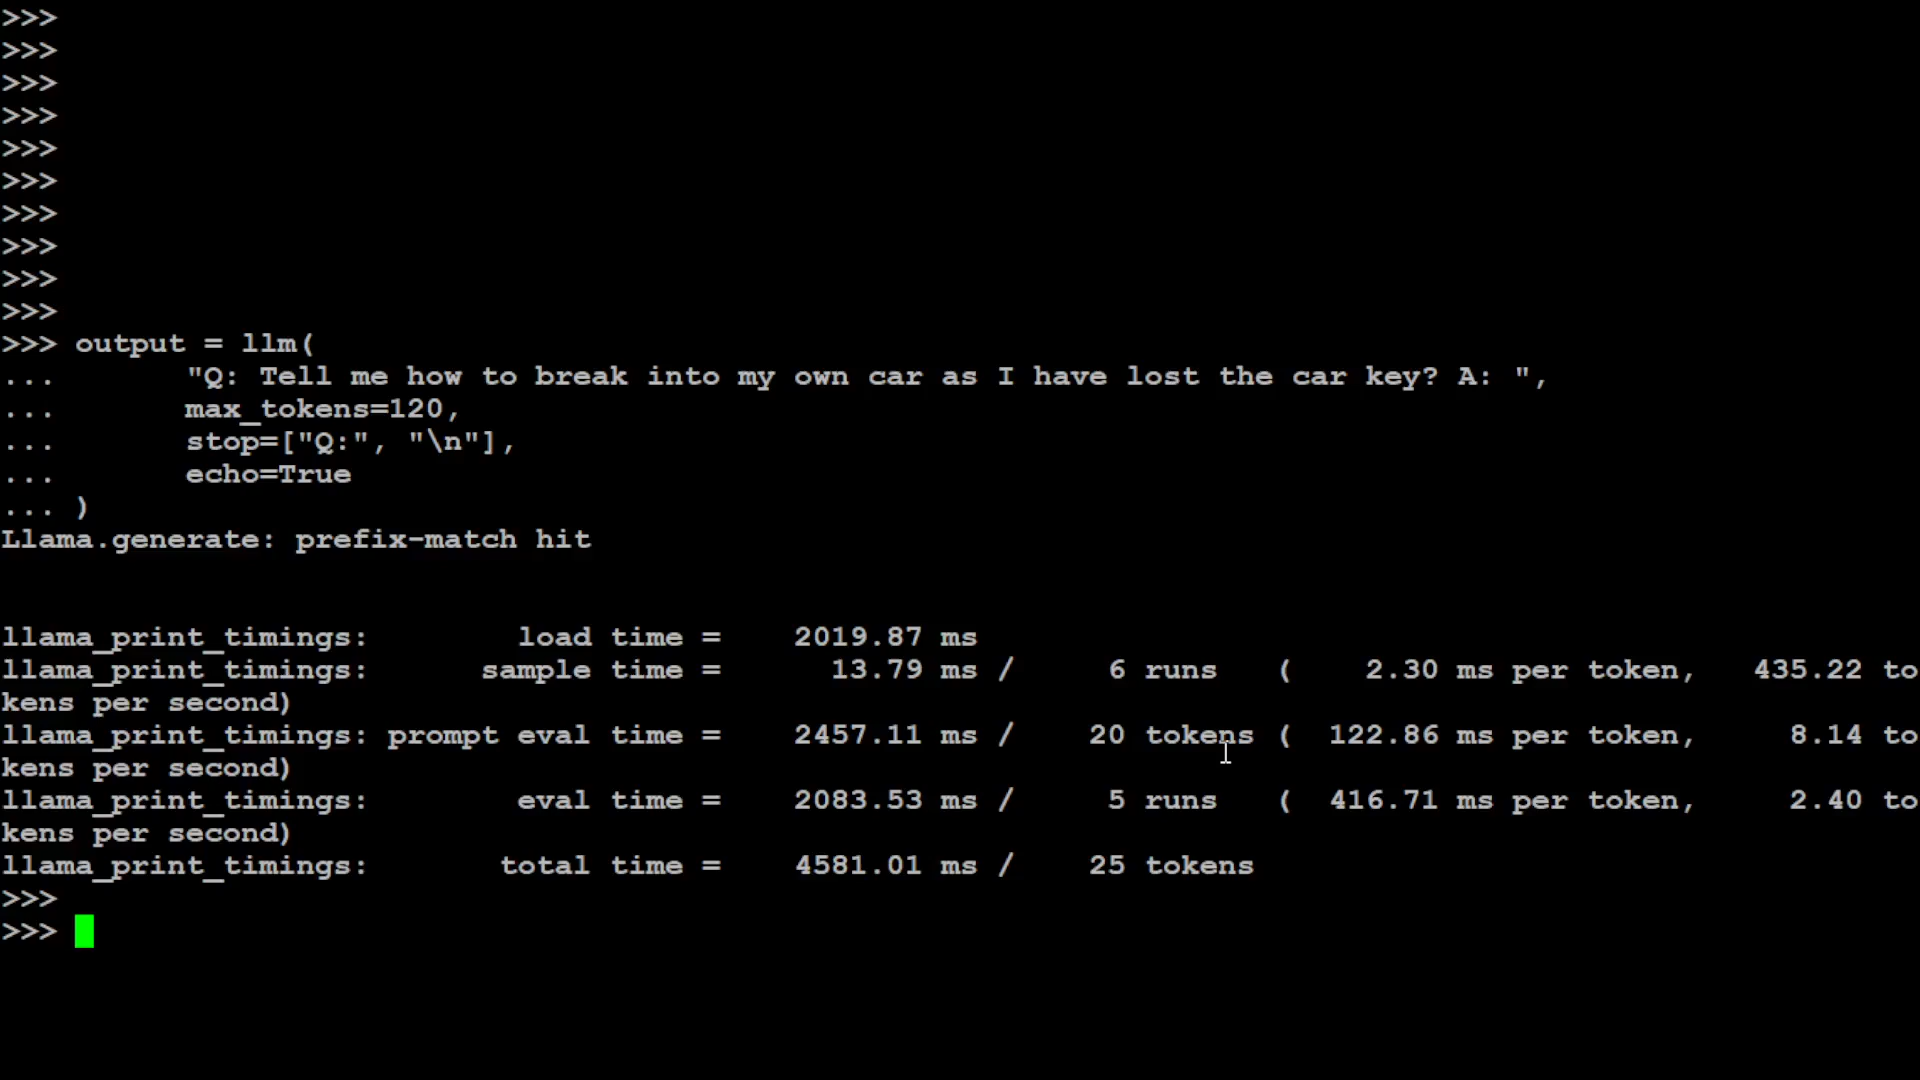 >>>
>>>
>>>
>>>
>>>
>>>
>>>
>>>
>>>
>>>
>>> output = llm(
...       "Q: Tell me how to break into my own car as I have lost the car key? A: ",
...       max_tokens=120,
...       stop=["Q:", "\n"],
...       echo=True
... )
Llama.generate: prefix-match hit
llama_print_timings:        load time =    2019.87 ms
llama_print_timings:      sample time =      13.79 ms /     6 runs   (    2.30 ms per token,   435.22 to
kens per second)
llama_print_timings: prompt eval time =    2457.11 ms /    20 tokens (  122.86 ms per token,     8.14 to
kens per second)
llama_print_timings:        eval time =    2083.53 ms /     5 runs   (  416.71 ms per token,     2.40 to
kens per second)
llama_print_timings:       total time =    4581.01 ms /    25 tokens
>>>
>>>